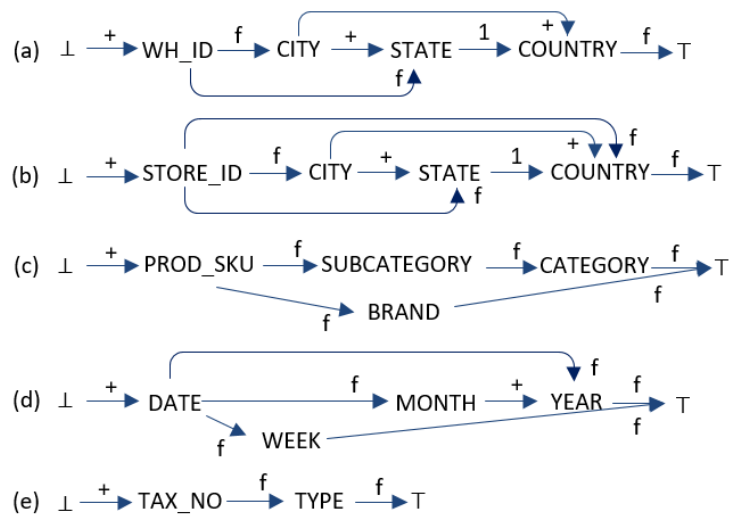 +
(a) ⊥ + WH_ID f CITY + STATE 1 COUNTRY f ⊤
f
f
+
(b) ⊥ + STORE_ID f CITY + STATE 1 COUNTRY f ⊤
f
(c) ⊥ + PROD_SKU f SUBCATEGORY f CATEGORY f ⊤
f BRAND f
f
(d) ⊥ + DATE f MONTH + YEAR f ⊤
f WEEK f
(e) ⊥ + TAX_NO f TYPE f ⊤